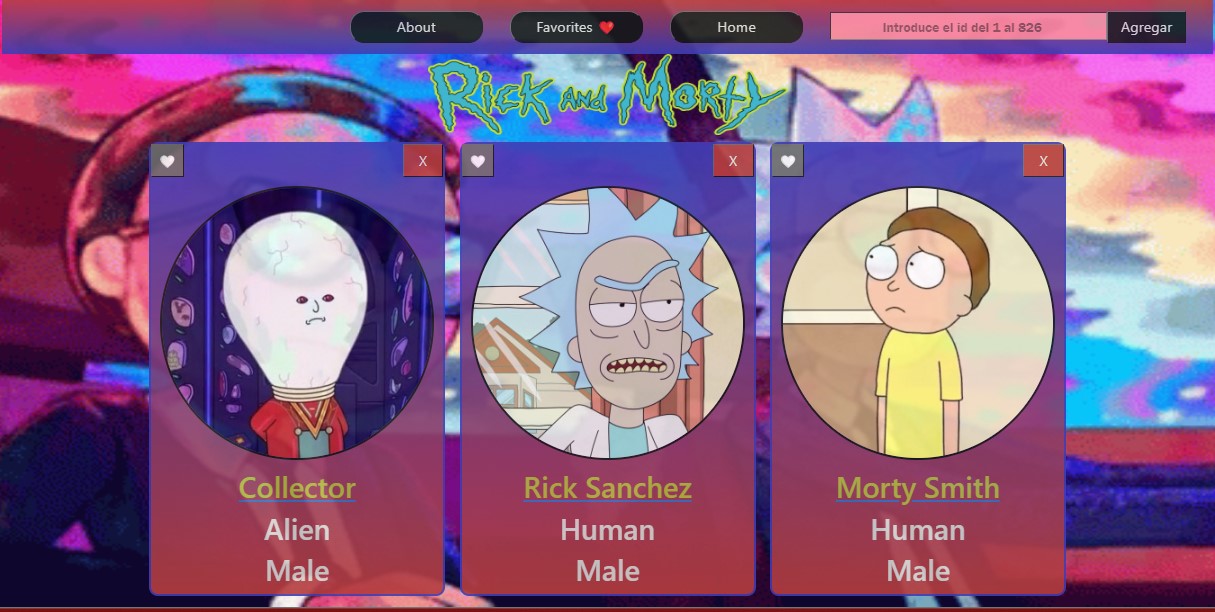 About
Favorites ❤️
Home
Introduce el id del 1 al 826
Agregar
Rick and Morty
X
X
X
Collector
Alien
Male
Rick Sanchez
Human
Male
Morty Smith
Human
Male